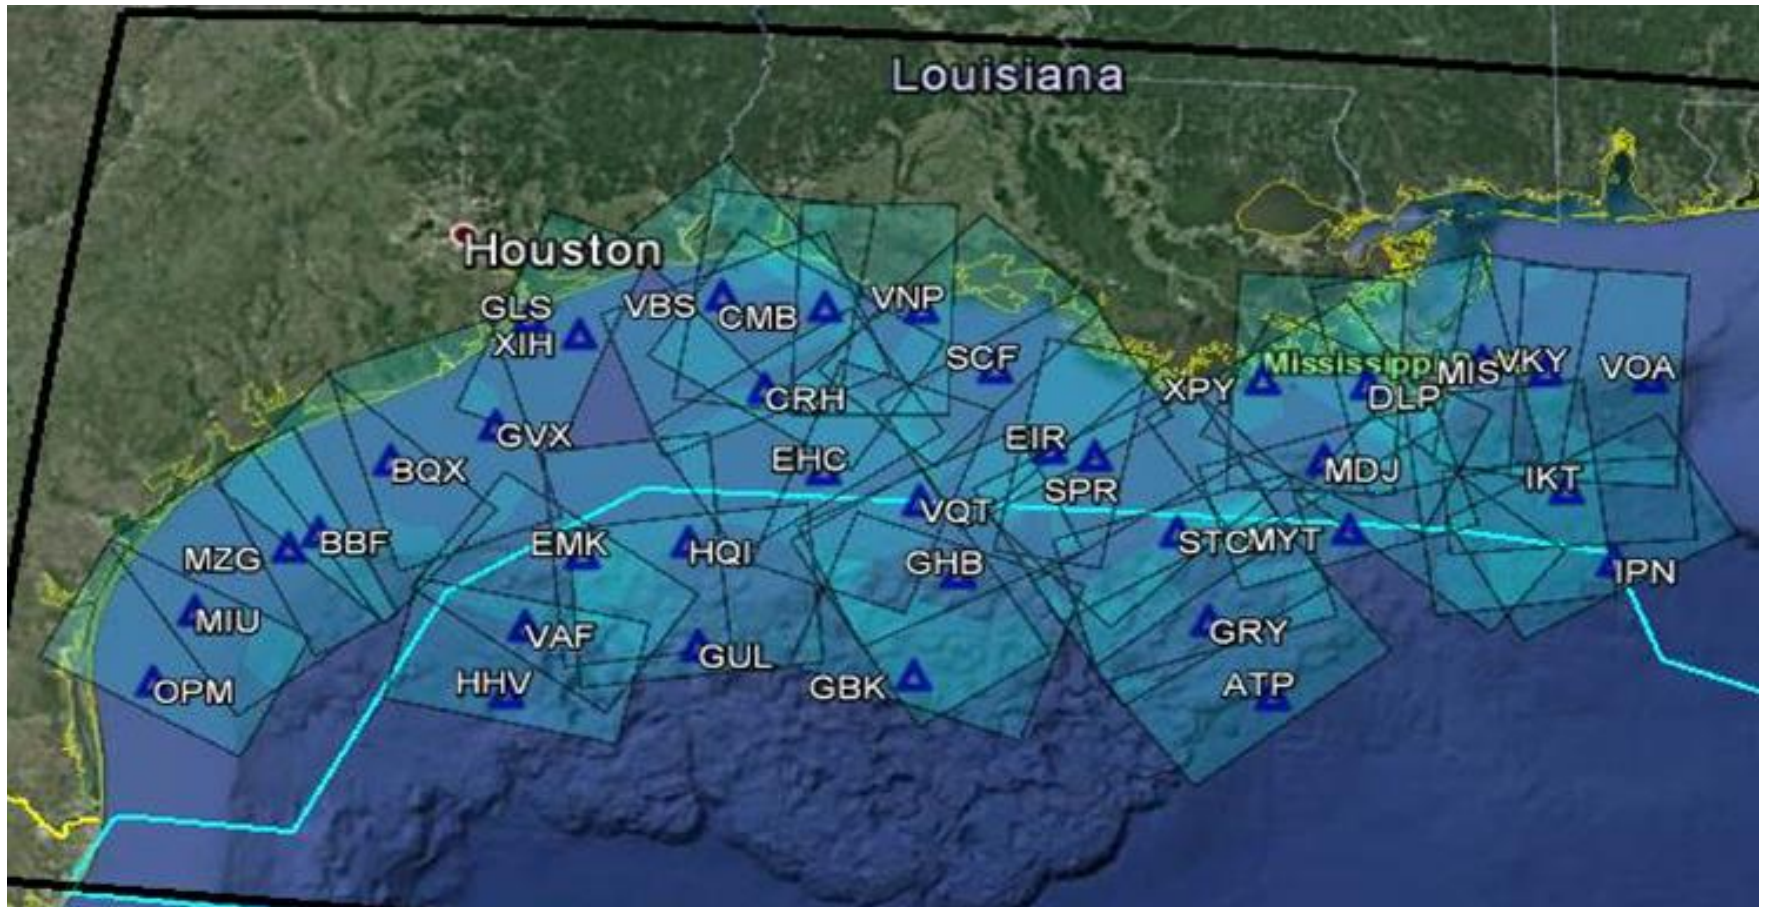 Louisiana
Houston
GLS
VBS
CMB
VNP
XIH
SCF
Mississipp
MIS
VKY
VOA
XPY
DLP
CRH
GVX
EIR
BQX
EHC
MDJ
IKT
SPR
VQT
MZG
BBF
EMK
HQI
GHB
STC
MYT
IPN
MIU
VAF
GRY
GUL
OPM
HHV
GBK
ATP